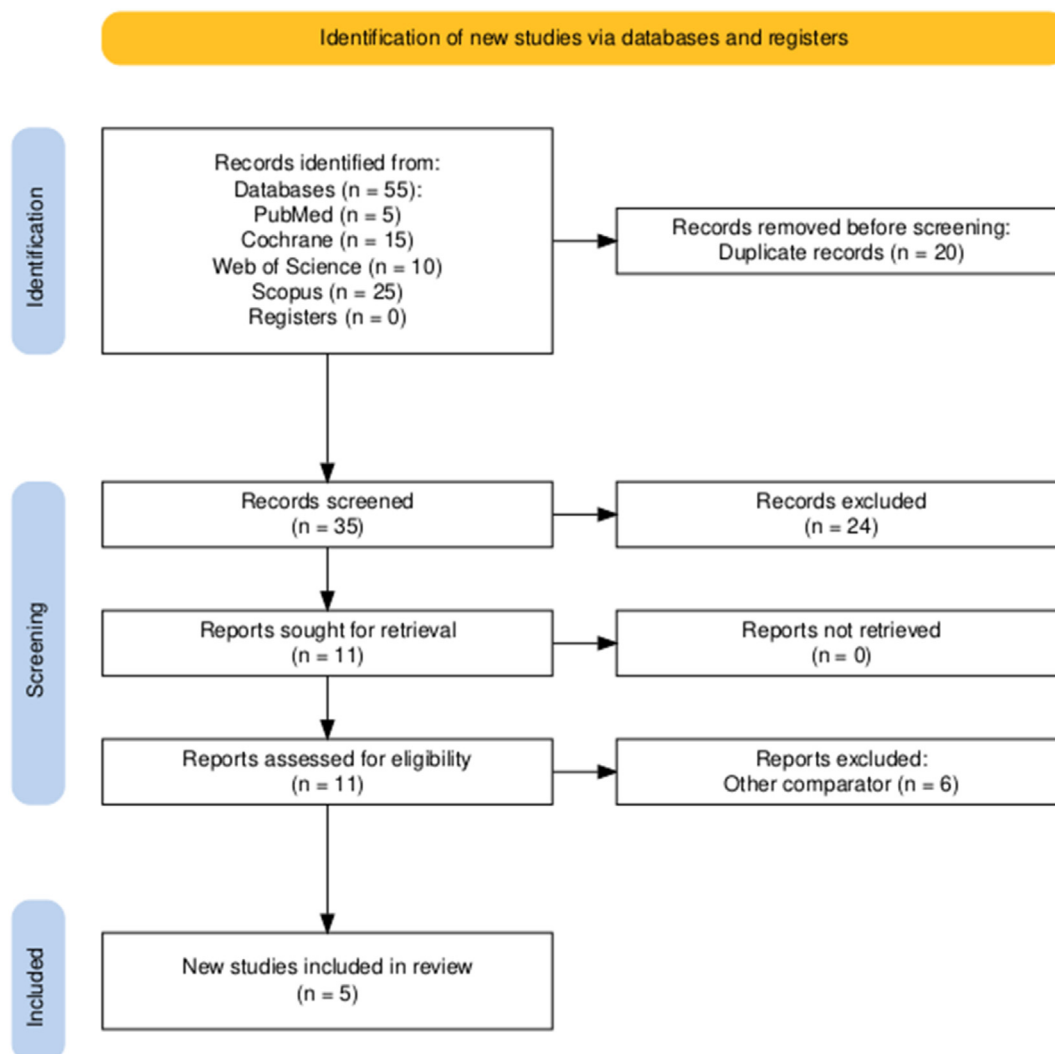 Identification of new studies via databases and registers
Identification
Records identified from:
Databases (n = 55):
PubMed (n = 5)
Cochrane (n = 15)
Web of Science (n = 10)
Scopus (n = 25)
Registers (n = 0)
Records removed before screening:
Duplicate records (n = 20)
Screening
Records screened
(n = 35)
Records excluded
(n = 24)
Reports sought for retrieval
(n = 11)
Reports not retrieved
(n = 0)
Reports assessed for eligibility
(n = 11)
Reports excluded:
Other comparator (n = 6)
Included
New studies included in review
(n = 5)